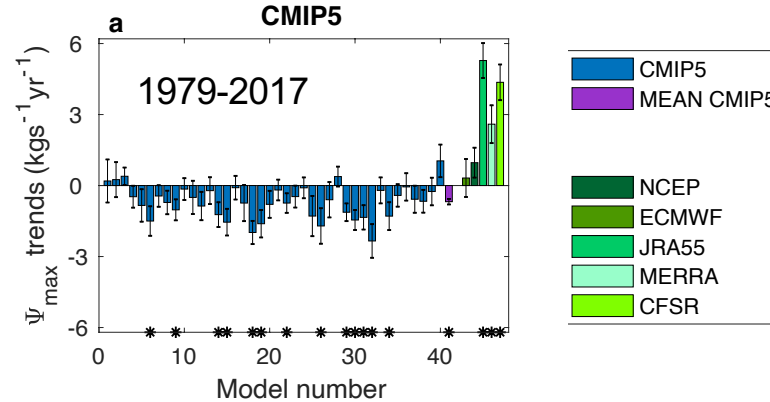 a
CMIP5
1979-2017
Ψmax trends (kgs-1yr-1)
6
3
0
-3
-6
0 10 20 30 40
Model number
CMIP5
MEAN CMIP5
NCEP
ECMWF
JRA55
MERRA
CFSR